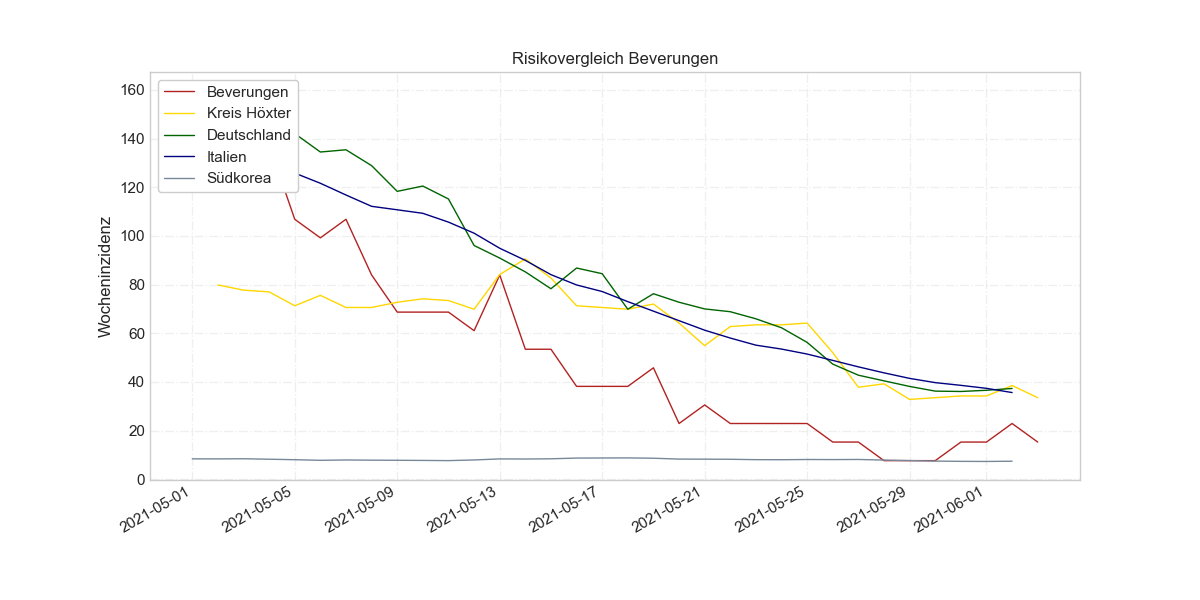 Risikovergleich Beverungen
Beverungen
Kreis Höxter
Deutschland
Italien
Südkorea
Wocheninzidenz
160
140
120
100
80
60
40
20
0
2021-05-01
2021-05-05
2021-05-09
2021-05-13
2021-05-17
2021-05-21
2021-05-25
2021-05-29
2021-06-01